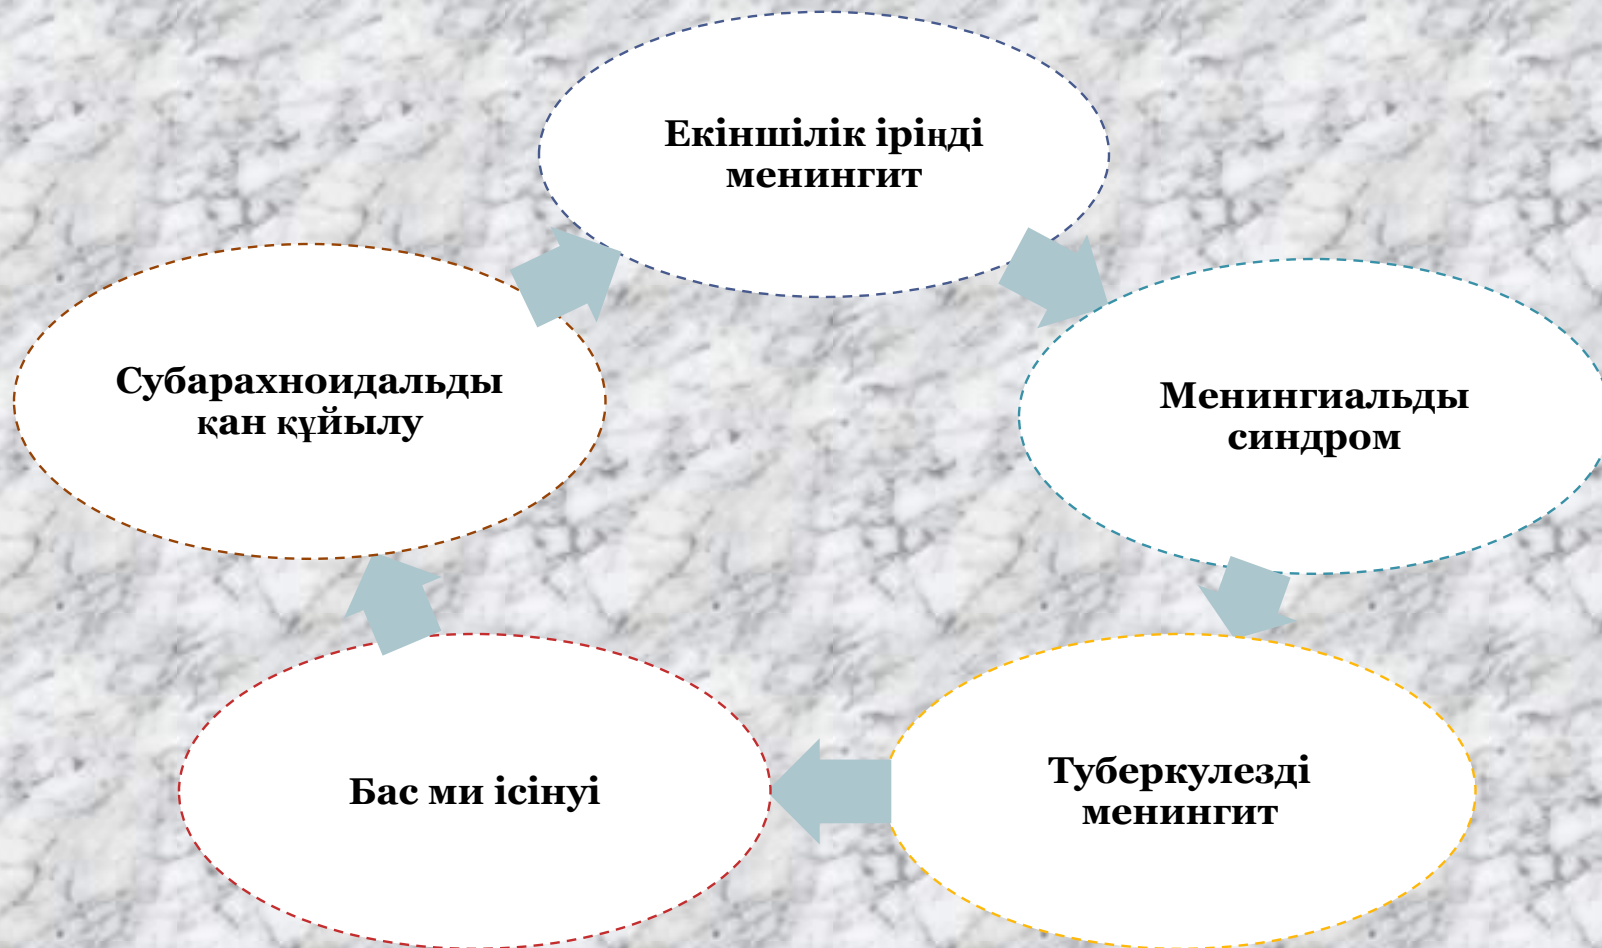 Екіншілік іріңді
менингит
Менингиальды
синдром
Туберкулезді
менингит
Бас ми ісінуі
Субарахноидальды
қан құйылу